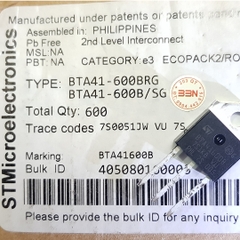 Manufactured under patents or patents
Assembled in: PHILIPPINES
Pb Free 2nd Level Interconnect
MSL NA
PBT: NA CATEGORY: e3 ECOPACK2/RO
TYPE: BTA41-600BRG
BTA41-600B/SG
Total Qty: 600
Trace codes 7S0051JW VU 7S
Marking BTA41600B
Bulk ID
Please provide the bulk ID for any inquiry
STMicroelectronics